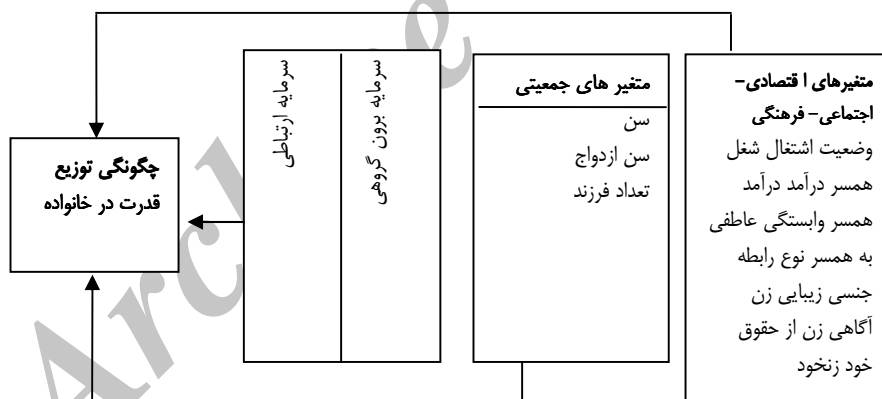 متغیرهای ا قتصادی-
اجتماعی- فرهنگی
وضعیت اشتغال شغل
همسر درآمد درآمد
همسر وابستگی عاطفی
به همسر نوع رابطه
جنسی زیبایی زن
آگاهی زن از حقوق
خود زنخود
متغیر های جمعیتی
سن
سن ازدواج
تعداد فرزند
سرمایه برون گروهی
سرمایه ارتباطی
چگونگی توزیع
قدرت در خانواده